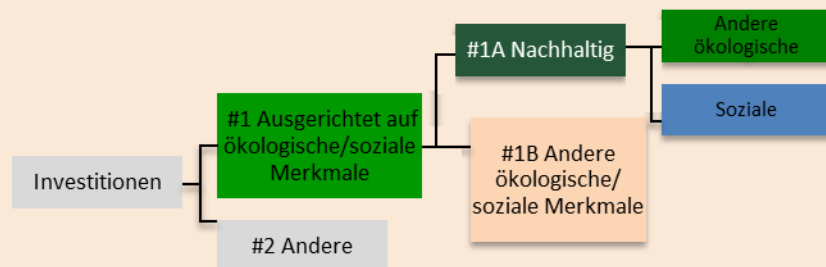 Investitionen
#1 Ausgerichtet auf
ökologische/soziale
Merkmale
#2 Andere
#1A Nachhaltig
#1B Andere
ökologische/
soziale Merkmale
Andere
ökologische
Soziale